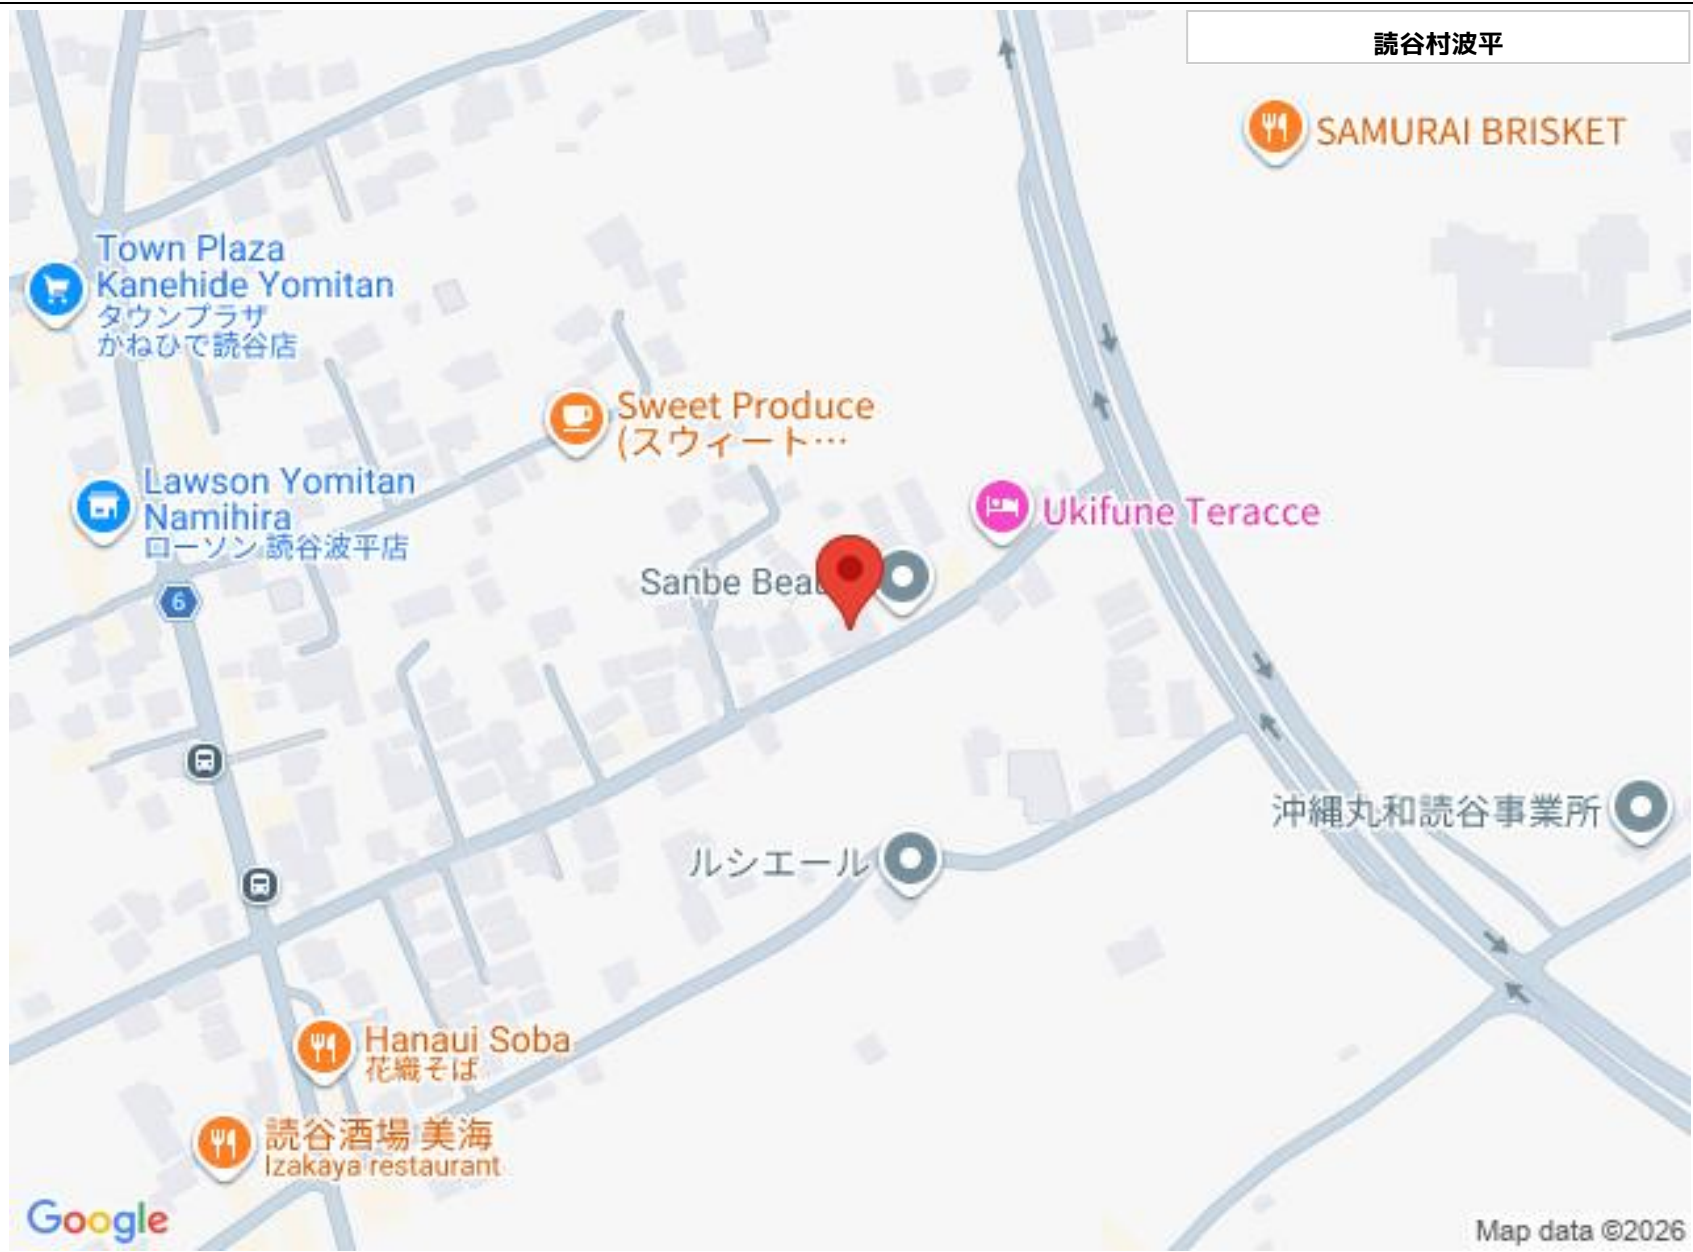 読谷村波平
SAMURAI BRISKET
Town Plaza
Kanehide Yomitan
タウンプラザ
かねひで読谷店
Sweet Produce
(スウィート…
Lawson Yomitan
Namihira
ローソン 読谷波平店
Ukifune Teracce
Sanbe
6
沖縄丸和読谷事業所
ルシエール
Hanaui Soba
花織そば
読谷酒場 美海
Izakaya restaurant
Google
Map data ©2026